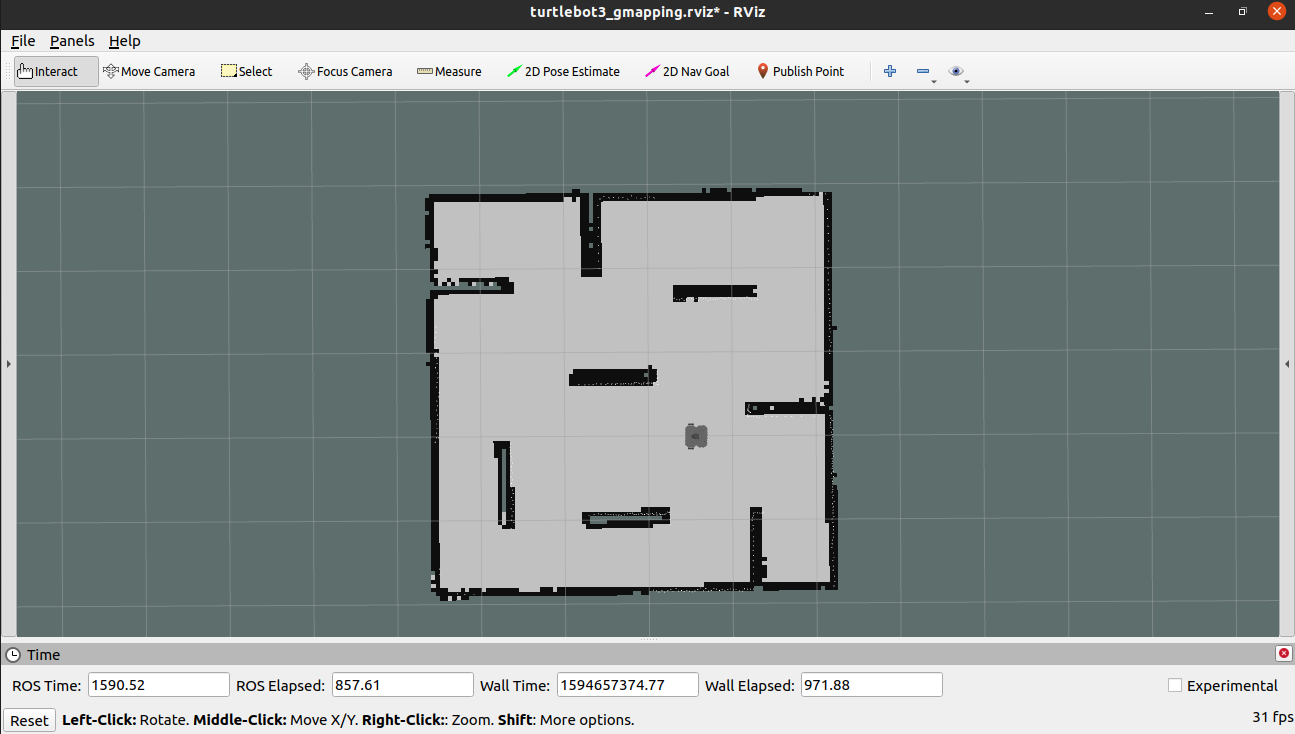 turtlebot3_gmapping.rviz* - RViz
File Panels Help
Interact Move Camera Select Focus Camera Measure 2D Pose Estimate 2D Nav Goal Publish Point
Time
ROS Time: 1590.52 ROS Elapsed: 857.61 Wall Time: 1594657374.77 Wall Elapsed: 971.88 Experimental
Reset Left-Click: Rotate. Middle-Click: Move X/Y. Right-Click:: Zoom. Shift: More options. 31 fps